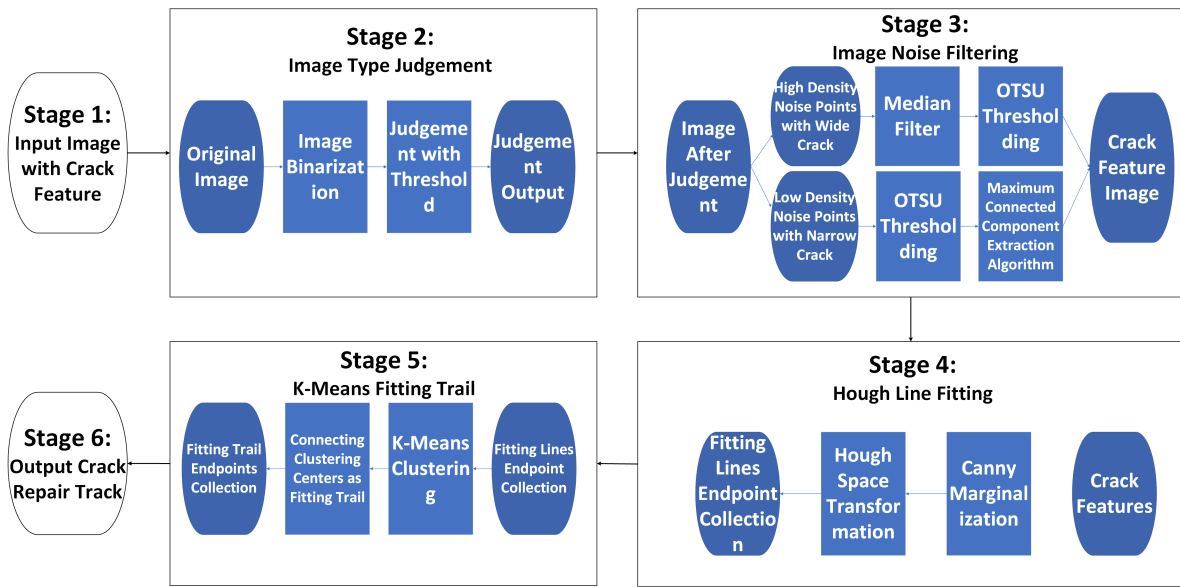 Stage 1:
Input Image
with Crack
Feature
Stage 2:
Image Type Judgement
Original
Image
Image
Binarizat
ion
Judgeme
nt with
Threshol
d
Judgeme
nt
Output
Stage 3:
Image Noise Filtering
Image
After
Judgeme
nt
High Density
Noise Points
with Wide
Crack
Median
Filter
OTSU
Threshol
ding
Low Density
Noise Points
with Narrow
Crack
OTSU
Threshol
ding
Maximum
Connected
Component
Extraction
Algorithm
Crack
Feature
Image
Stage 4:
Hough Line Fitting
Crack
Features
Canny
Marginal
ization
Hough
Space
Transfor
mation
Fitting
Lines
Endpoint
Collectio
n
Stage 5:
K-Means Fitting Trail
Fitting Lines
Endpoint
Collection
K-Means
Clusterin
g
Connecting
Clustering
Centers as
Fitting Trail
Fitting Trail
Endpoints
Collection
Stage 6:
Output Crack
Repair Track